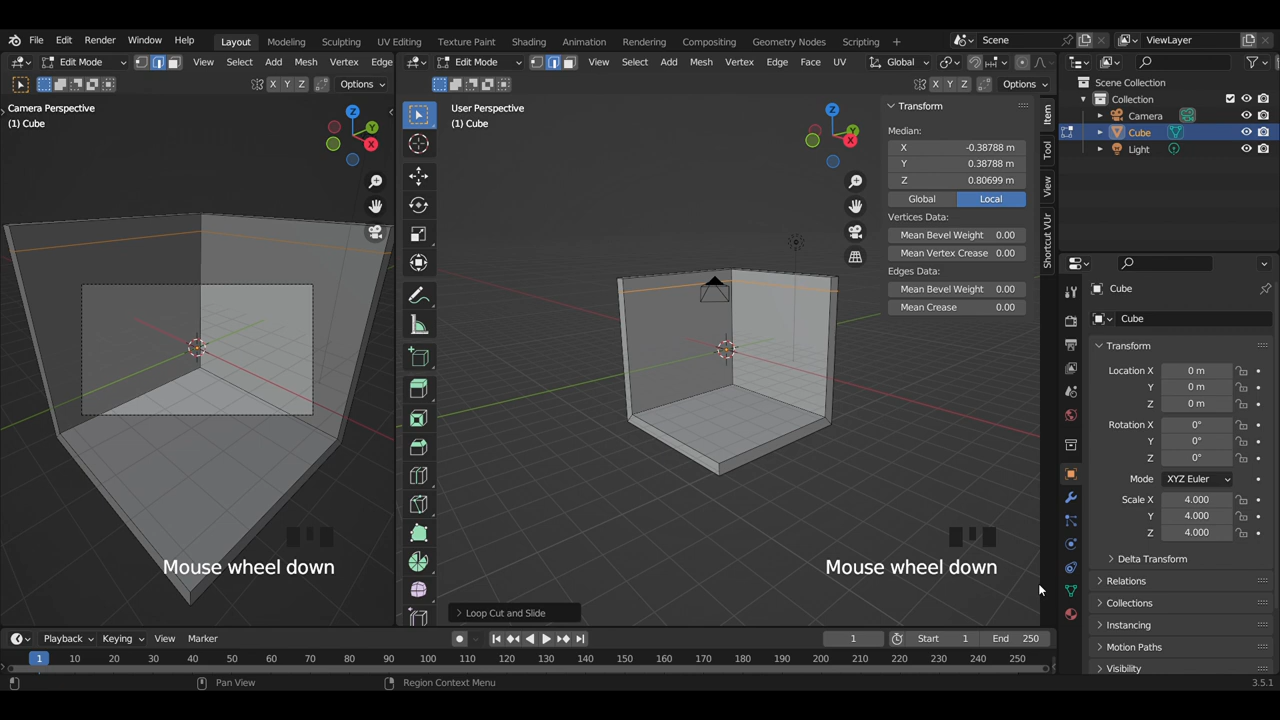 File Edit Render Window Help Layout Modeling Sculpting UV Editing Texture Paint Shading Animation Rendering Compositing Geometry Nodes Scripting + Scene ViewLayer
Edit Mode View Select Add Mesh Vertex Edge Edit Mode View Select Add Mesh Vertex Edge Face UV Global
X Y Z Options X Y Z Options
Scene Collection
Collection
Camera
Cube
Light
Camera Perspective
(1) Cube
Z
Y
X
User Perspective
(1) Cube
Z
Y
X
Transform
Median:
X -0.38788 m
Y 0.38788 m
Z 0.80699 m
Global Local
Vertices Data:
Mean Bevel Weight 0.00
Mean Vertex Crease 0.00
Edges Data:
Mean Bevel Weight 0.00
Mean Crease 0.00
Item
Tool
View
Shortcut VUr
Cube
Cube
Transform
Location X 0 m
Y 0 m
Z 0 m
Rotation X 0°
Y 0°
Z 0°
Mode XYZ Euler
Scale X 4.000
Y 4.000
Z 4.000
Delta Transform
Relations
Collections
Instancing
Motion Paths
Visibility
Mouse wheel down
Mouse wheel down
Loop Cut and Slide
Playback Keying View Marker 1 Start 1 End 250
1 10 20 30 40 50 60 70 80 90 100 110 120 130 140 150 160 170 180 190 200 210 220 230 240 250
Pan View Region Context Menu 3.5.1